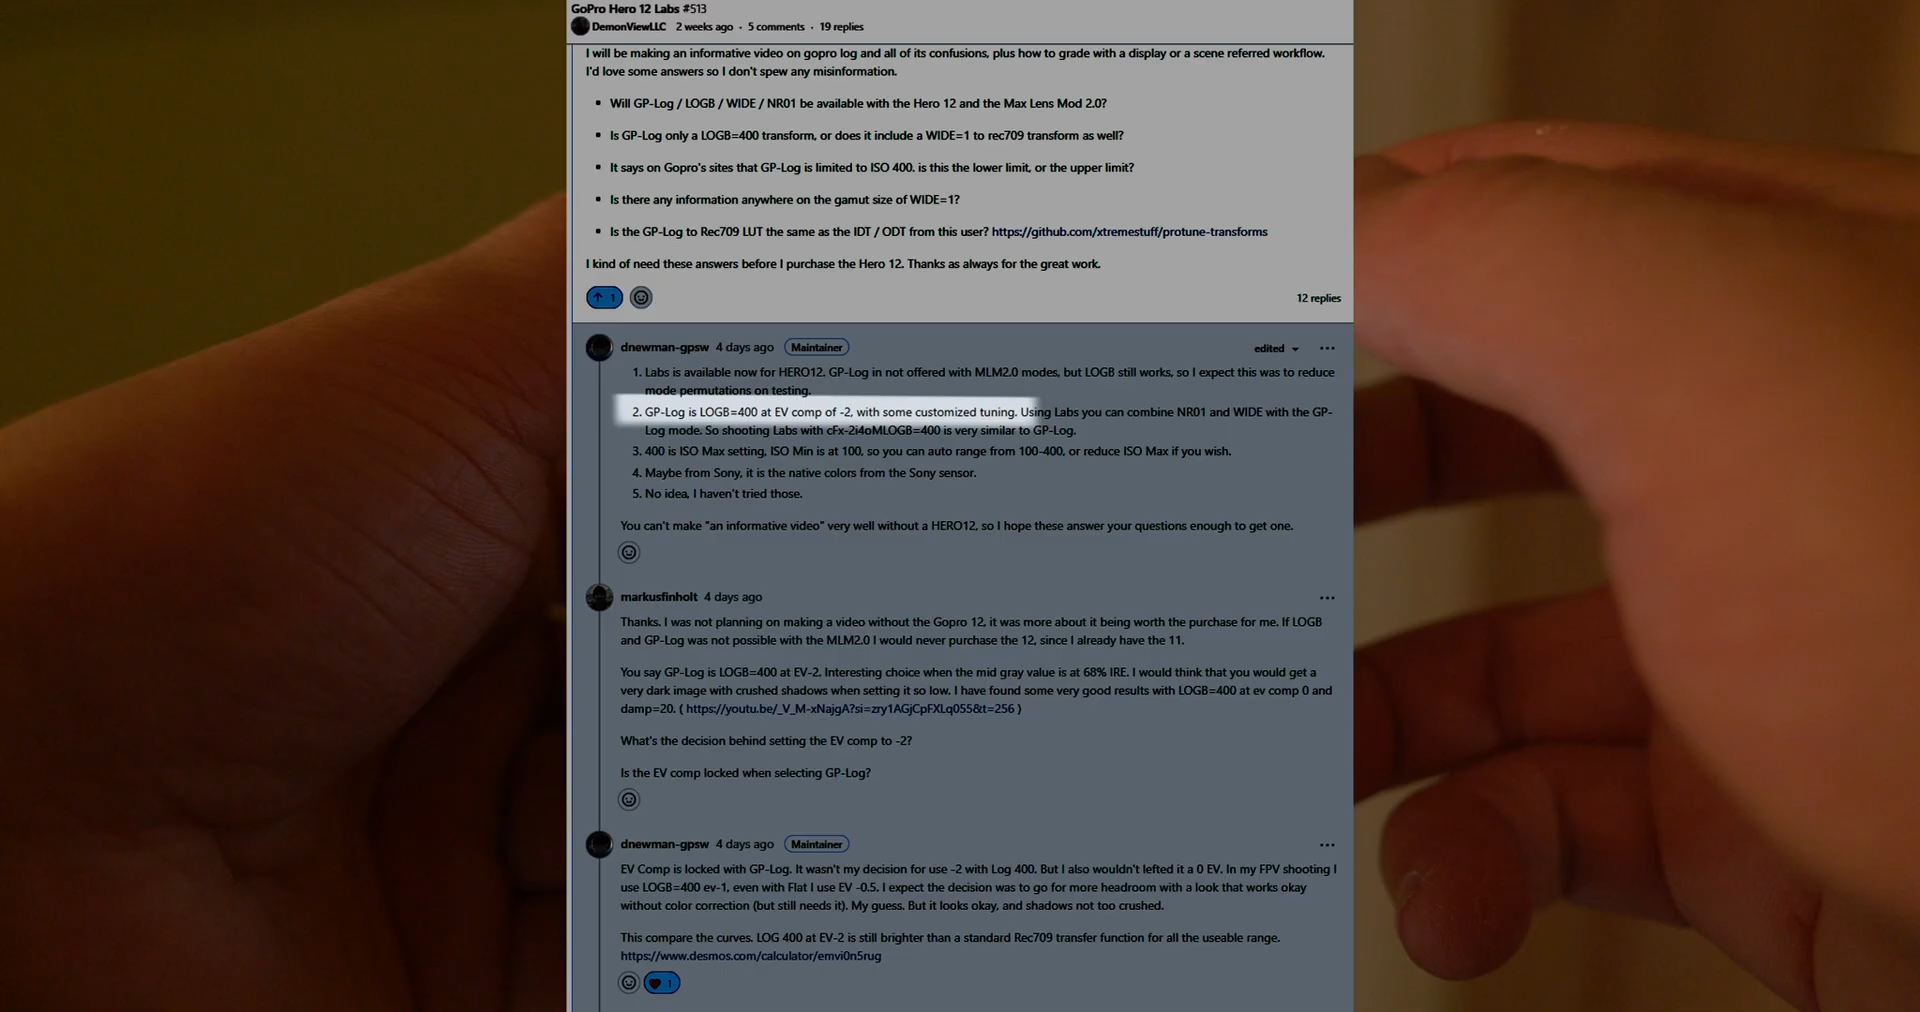 GoPro Hero 12 Labs #513
DemonViewLLC 2 weeks ago · 5 comments · 19 replies
I will be making an informative video on gopro log and all of its confusions, plus how to grade with a display or a scene referred workflow.
I'd love some answers so I don't spew any misinformation.
• Will GP-Log / LOGB / WIDE / NR01 be available with the Hero 12 and the Max Lens Mod 2.0?
• Is GP-Log only a LOGB=400 transform, or does it include a WIDE=1 to rec709 transform as well?
• It says on Gopro's sites that GP-Log is limited to ISO 400. is this the lower limit, or the upper limit?
• Is there any information anywhere on the gamut size of WIDE=1?
• Is the GP-Log to Rec709 LUT the same as the IDT / ODT from this user? https://github.com/xtremestuff/protune-transforms
I kind of need these answers before I purchase the Hero 12. Thanks as always for the great work.
↑ 1
12 replies
dnewman-gpsw 4 days ago Maintainer edited
1. Labs is available now for HERO12. GP-Log in not offered with MLM2.0 modes, but LOGB still works, so I expect this was to reduce
mode permutations on testing.
2. GP-Log is LOGB=400 at EV comp of -2, with some customized tuning. Using Labs you can combine NR01 and WIDE with the GP-
Log mode. So shooting Labs with cFx-2i4oMLOGB=400 is very similar to GP-Log.
3. 400 is ISO Max setting, ISO Min is at 100, so you can auto range from 100-400, or reduce ISO Max if you wish.
4. Maybe from Sony, it is the native colors from the Sony sensor.
5. No idea, I haven't tried those.
You can't make "an informative video" very well without a HERO12, so I hope these answer your questions enough to get one.
markusfinholt 4 days ago
Thanks. I was not planning on making a video without the Gopro 12, it was more about it being worth the purchase for me. If LOGB
and GP-Log was not possible with the MLM2.0 I would never purchase the 12, since I already have the 11.
You say GP-Log is LOGB=400 at EV-2. Interesting choice when the mid gray value is at 68% IRE. I would think that you would get a
very dark image with crushed shadows when setting it so low. I have found some very good results with LOGB=400 at ev comp 0 and
damp=20. ( https://youtu.be/_V_M-xNajgA?si=zry1AGjCpFXLq055&t=256 )
What's the decision behind setting the EV comp to -2?
Is the EV comp locked when selecting GP-Log?
dnewman-gpsw 4 days ago Maintainer
EV Comp is locked with GP-Log. It wasn't my decision for use -2 with Log 400. But I also wouldn't lefted it a 0 EV. In my FPV shooting I
use LOGB=400 ev-1, even with Flat I use EV -0.5. I expect the decision was to go for more headroom with a look that works okay
without color correction (but still needs it). My guess. But it looks okay, and shadows not too crushed.
This compare the curves. LOG 400 at EV-2 is still brighter than a standard Rec709 transfer function for all the useable range.
https://www.desmos.com/calculator/emvi0n5rug
1